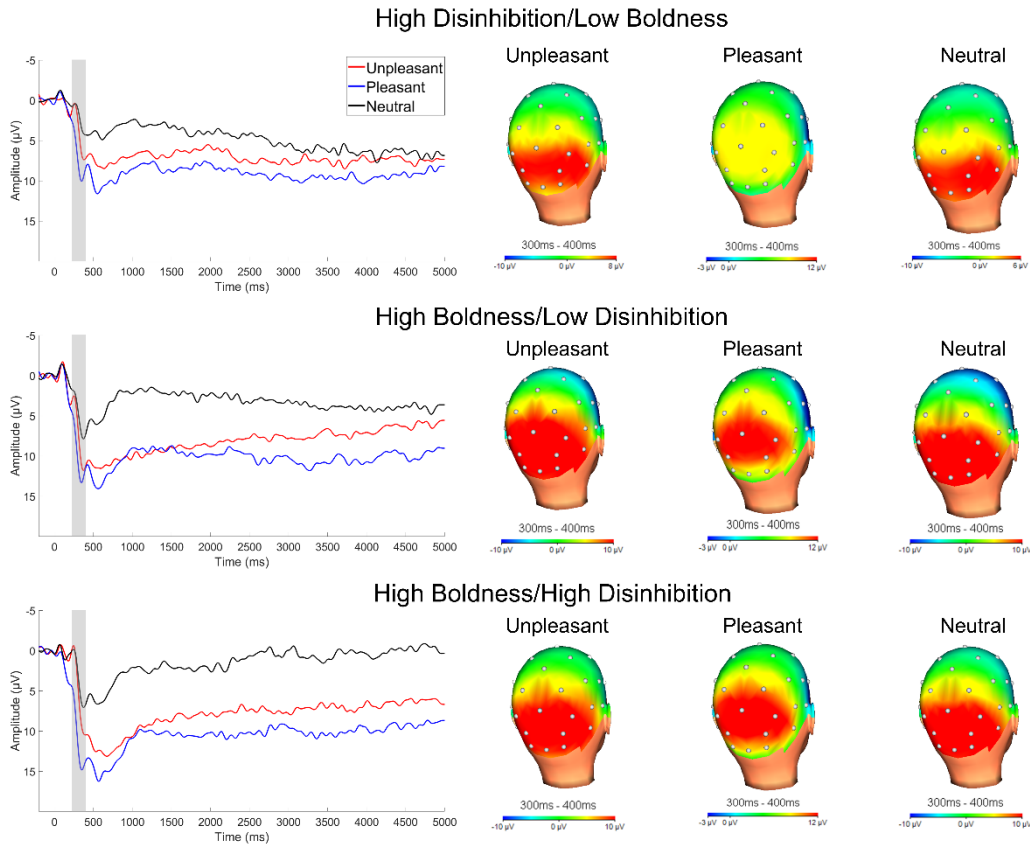 High Disinhibition/Low Boldness
Unpleasant
Pleasant
Neutral
-5
0
5
10
15
Amplitude (µV)
0 500 1000 1500 2000 2500 3000 3500 4000 4500 5000
Time (ms)
Unpleasant Pleasant Neutral
300ms - 400ms 300ms - 400ms 300ms - 400ms
-10 µV 0 µV 8 µV -3 µV 0 µV 12 µV -10 µV 0 µV 6 µV
High Boldness/Low Disinhibition
-5
0
5
10
15
Amplitude (µV)
0 500 1000 1500 2000 2500 3000 3500 4000 4500 5000
Time (ms)
Unpleasant Pleasant Neutral
300ms - 400ms 300ms - 400ms 300ms - 400ms
-10 µV 0 µV 10 µV -3 µV 0 µV 12 µV -10 µV 0 µV 10 µV
High Boldness/High Disinhibition
-5
0
5
10
15
Amplitude (µV)
0 500 1000 1500 2000 2500 3000 3500 4000 4500 5000
Time (ms)
Unpleasant Pleasant Neutral
300ms - 400ms 300ms - 400ms 300ms - 400ms
-10 µV 0 µV 10 µV -3 µV 0 µV 12 µV -10 µV 0 µV 10 µV